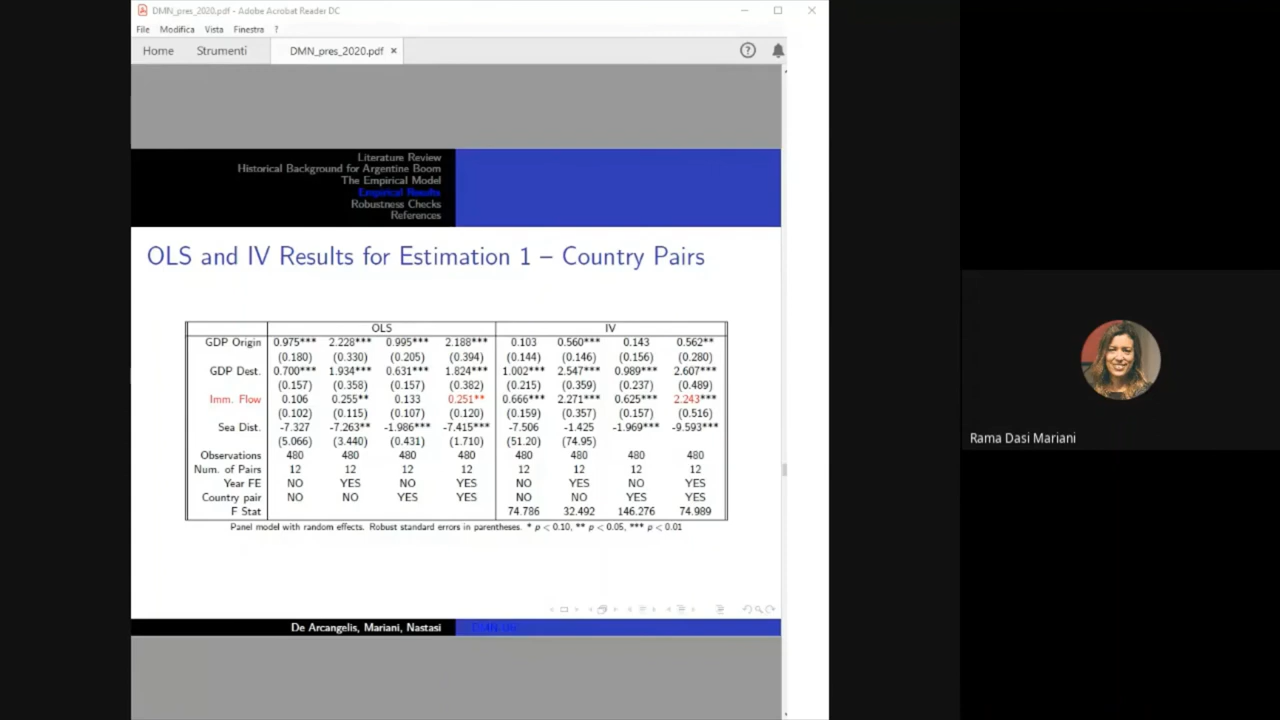 DMN_pres_2020.pdf - Adobe Acrobat Reader DC
File Modifica Vista Finestra ?
Home Strumenti DMN_pres_2020.pdf ×
Literature Review
Historical Background for Argentine Boom
The Empirical Model
Empirical Results
Robustness Checks
References
OLS and IV Results for Estimation 1 – Country Pairs
OLS IV
GDP Origin 0.975*** 2.228*** 0.995*** 2.188*** 0.103 0.560*** 0.143 0.562**
(0.180) (0.330) (0.205) (0.394) (0.144) (0.146) (0.156) (0.280)
GDP Dest. 0.700*** 1.934*** 0.631*** 1.824*** 1.002*** 2.547*** 0.989*** 2.607***
(0.157) (0.358) (0.157) (0.382) (0.215) (0.359) (0.237) (0.489)
Imm. Flow 0.106 0.255** 0.133 0.251** 0.666*** 2.271*** 0.625*** 2.243***
(0.102) (0.115) (0.107) (0.120) (0.159) (0.357) (0.157) (0.516)
Sea Dist. -7.327 -7.263** -1.986*** -7.415*** -7.506 -1.425 -1.969*** -9.593***
(5.066) (3.440) (0.431) (1.710) (51.20) (74.95)
Observations 480 480 480 480 480 480 480 480
Num. of Pairs 12 12 12 12 12 12 12 12
Year FE NO YES NO YES NO YES NO YES
Country pair NO NO YES YES NO NO YES YES
F Stat 74.786 32.492 146.276 74.989
Panel model with random effects. Robust standard errors in parentheses. * p < 0.10, ** p < 0.05, *** p < 0.01
De Arcangelis, Mariani, Nastasi
Rama Dasi Mariani